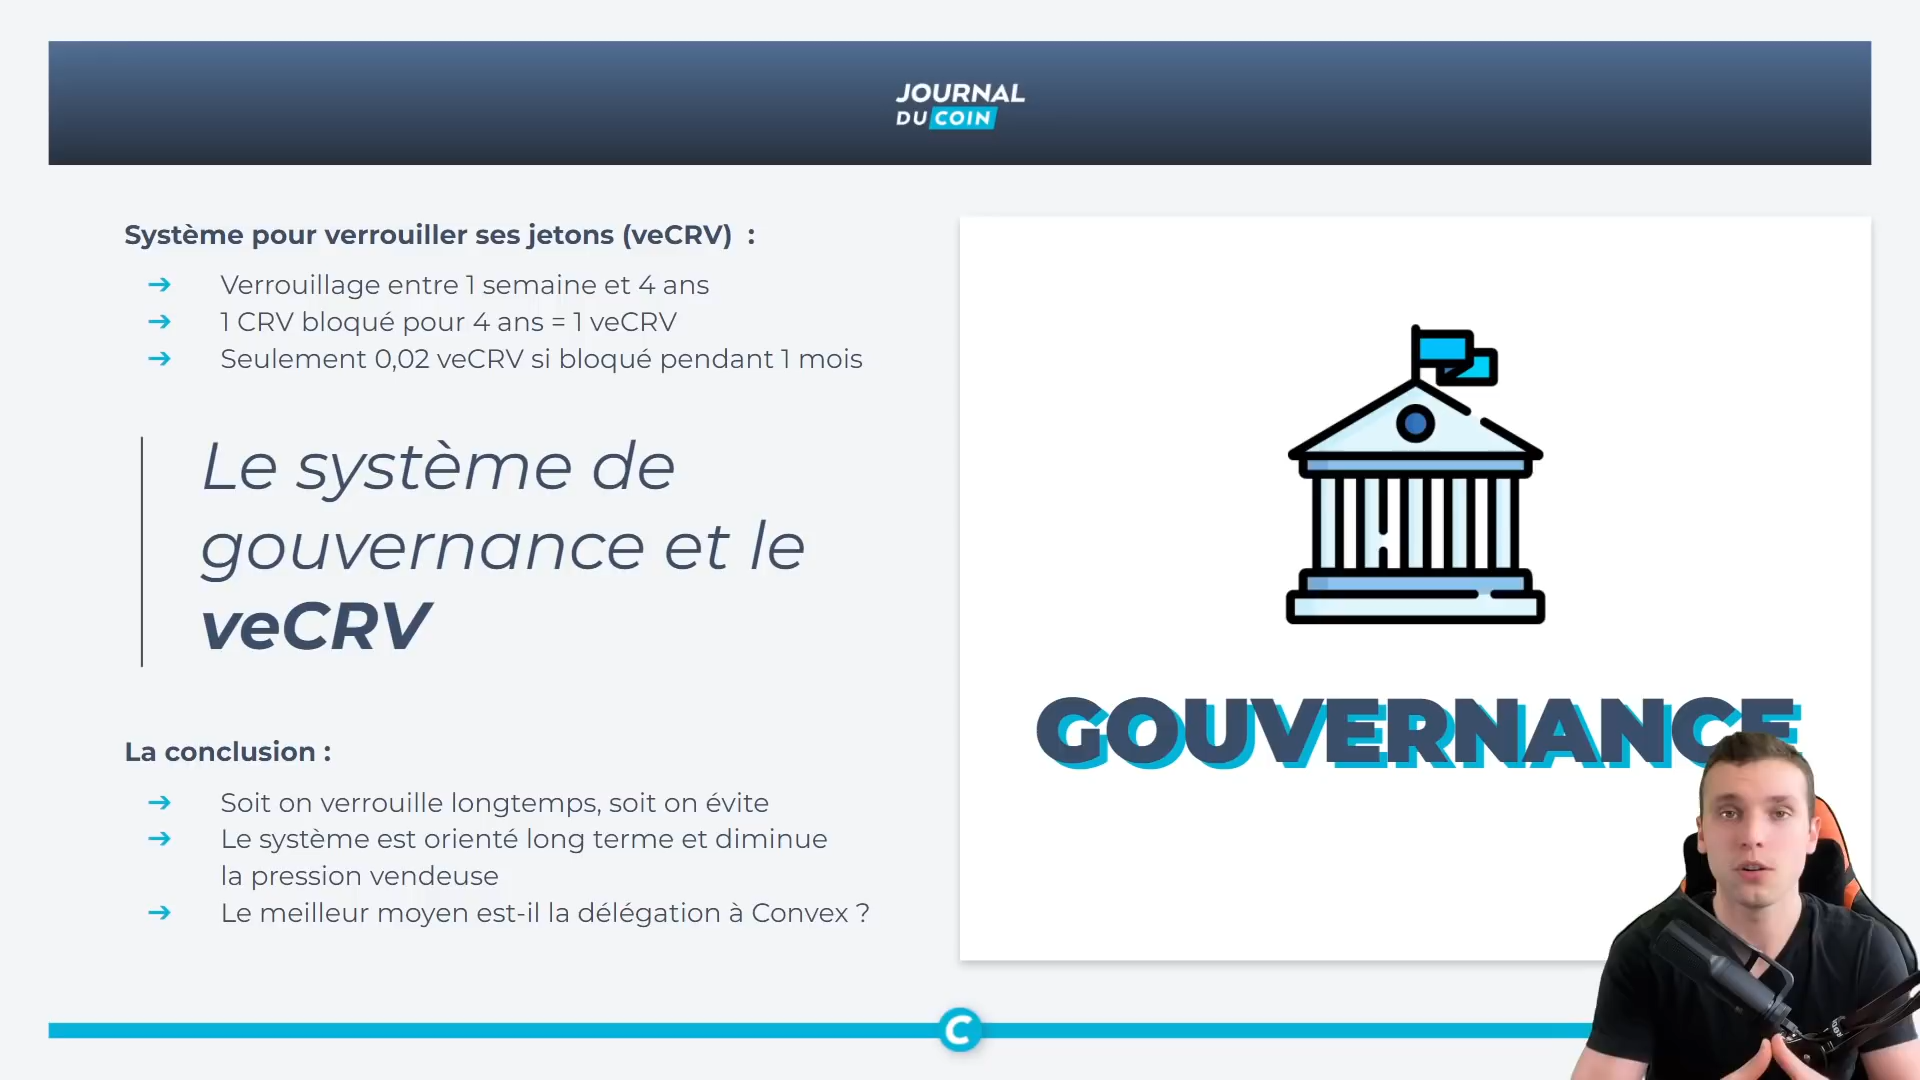 JOURNAL
DU COIN
Système pour verrouiller ses jetons (veCRV) :
➔ Verrouillage entre 1 semaine et 4 ans
➔ 1 CRV bloqué pour 4 ans = 1 veCRV
➔ Seulement 0,02 veCRV si bloqué pendant 1 mois
Le système de
gouvernance et le
veCRV
La conclusion :
➔ Soit on verrouille longtemps, soit on évite
➔ Le système est orienté long terme et diminue
la pression vendeuse
➔ Le meilleur moyen est-il la délégation à Convex ?
GOUVERNANCE
C